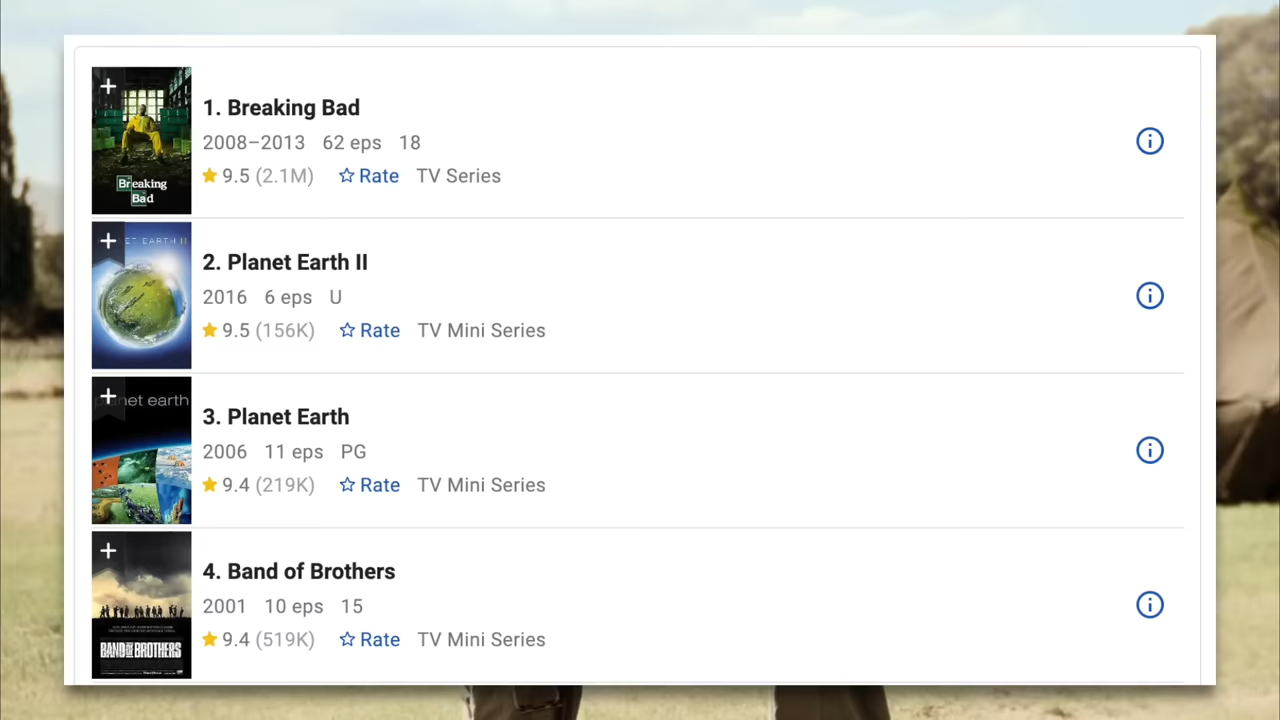 1. Breaking Bad
2008–2013 62 eps 18
9.5 (2.1M) Rate TV Series
Breaking
Bad
2. Planet Earth II
2016 6 eps U
9.5 (156K) Rate TV Mini Series
3. Planet Earth
2006 11 eps PG
9.4 (219K) Rate TV Mini Series
planet earth
4. Band of Brothers
2001 10 eps 15
9.4 (519K) Rate TV Mini Series
BAND OF BROTHERS